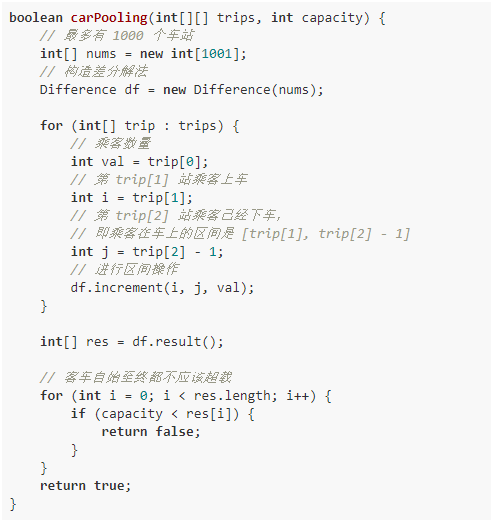 boolean carPooling(int[][] trips, int capacity) {
    // 最多有 1000 个车站
    int[] nums = new int[1001];
    // 构造差分解法
    Difference df = new Difference(nums);

    for (int[] trip : trips) {
        // 乘客数量
        int val = trip[0];
        // 第 trip[1] 站乘客上车
        int i = trip[1];
        // 第 trip[2] 站乘客已经下车，
        // 即乘客在车上的区间是 [trip[1], trip[2] - 1]
        int j = trip[2] - 1;
        // 进行区间操作
        df.increment(i, j, val);
    }

    int[] res = df.result();

    // 客车自始至终都不应该超载
    for (int i = 0; i < res.length; i++) {
        if (capacity < res[i]) {
            return false;
        }
    }
    return true;
}